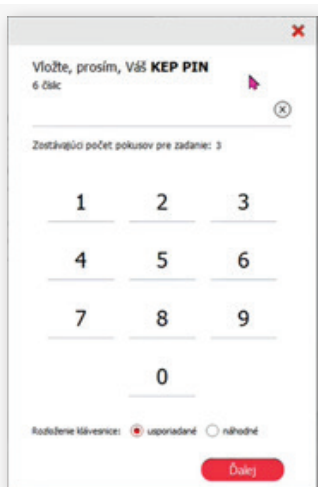 Vložte, prosím, Váš KEP PIN
6 číslic
Zostávajúci počet pokusov pre zadanie: 3
1 2 3
4 5 6
7 8 9
0
Rozloženie klávesnice: usporiadané náhodné
Ďalej